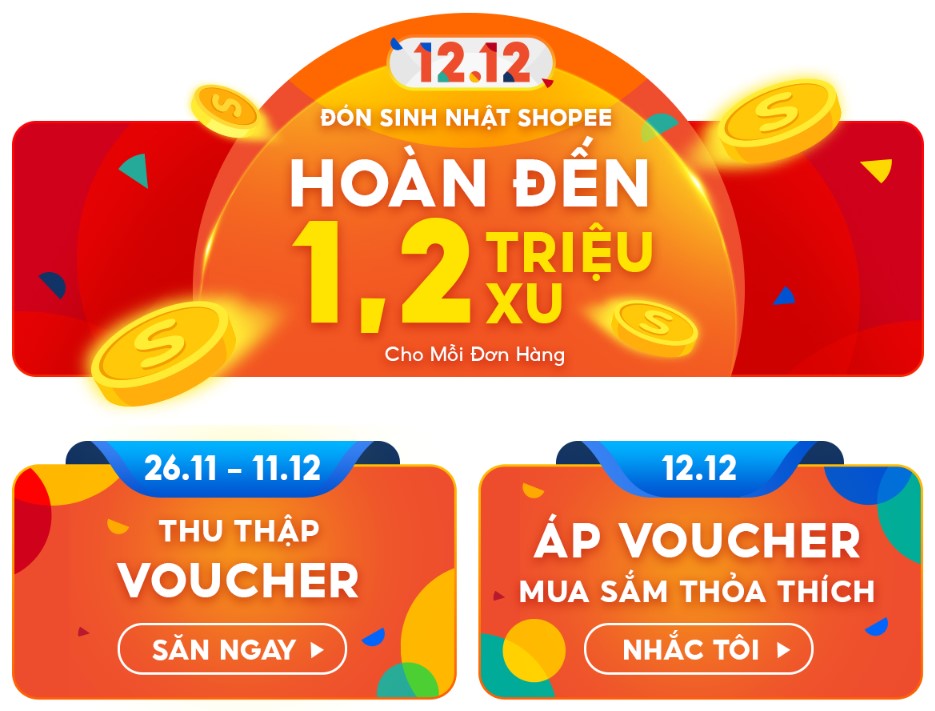 12.12
ĐÓN SINH NHẬT SHOPEE
HOÀN ĐẾN
1,2 TRIỆU
XU
Cho Mỗi Đơn Hàng
26.11 - 11.12
THU THẬP
VOUCHER
SĂN NGAY
12.12
ÁP VOUCHER
MUA SẮM THỎA THÍCH
NHẮC TÔI